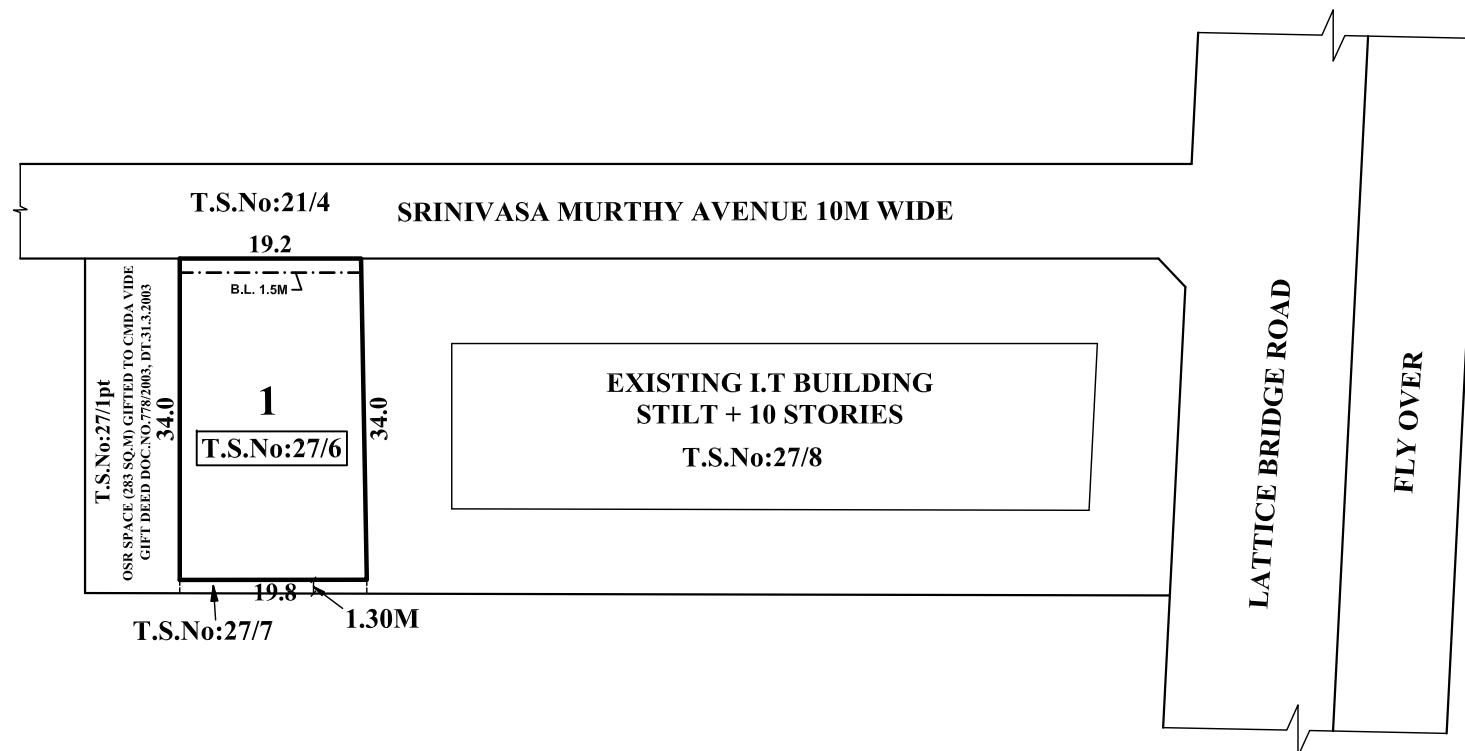 T.S.No:21/4
SRINIVASA MURTHY AVENUE 10M WIDE
19.2
B.L. 1.5M
T.S.No:27/1pt
OSR SPACE (283 SQ.M) GIFTED TO CMDA VIDE
GIFT DEED DOC.NO.778/2003, DT.31.3.2003
34.0
1
T.S.No:27/6
34.0
EXISTING I.T BUILDING
STILT + 10 STORIES
T.S.No:27/8
LATTICE BRIDGE ROAD
FLY OVER
19.8
1.30M
T.S.No:27/7